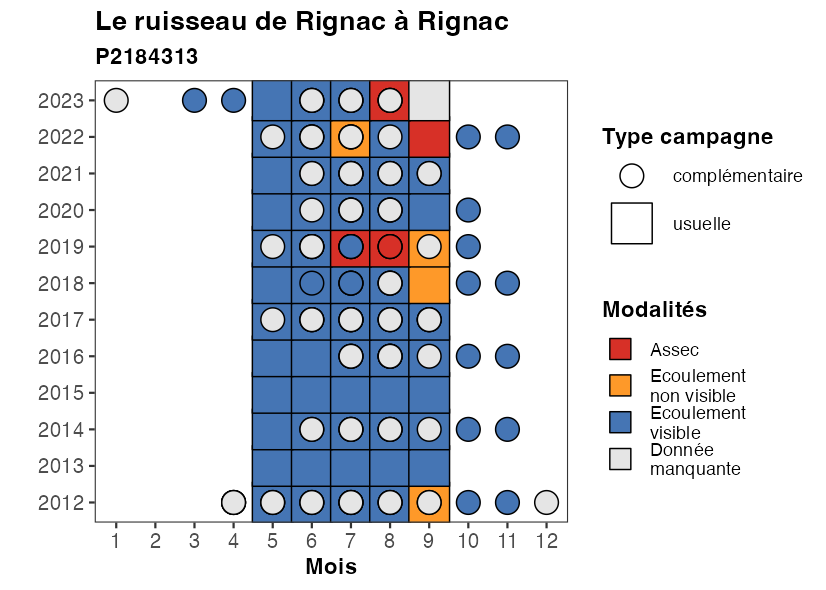 Le ruisseau de Rignac à Rignac
P2184313
2023
2022
2021
2020
2019
2018
2017
2016
2015
2014
2013
2012
1 2 3 4 5 6 7 8 9 10 11 12
Mois
Type campagne
complémentaire
usuelle
Modalités
Assec
Ecoulement
non visible
Ecoulement
visible
Donnée
manquante